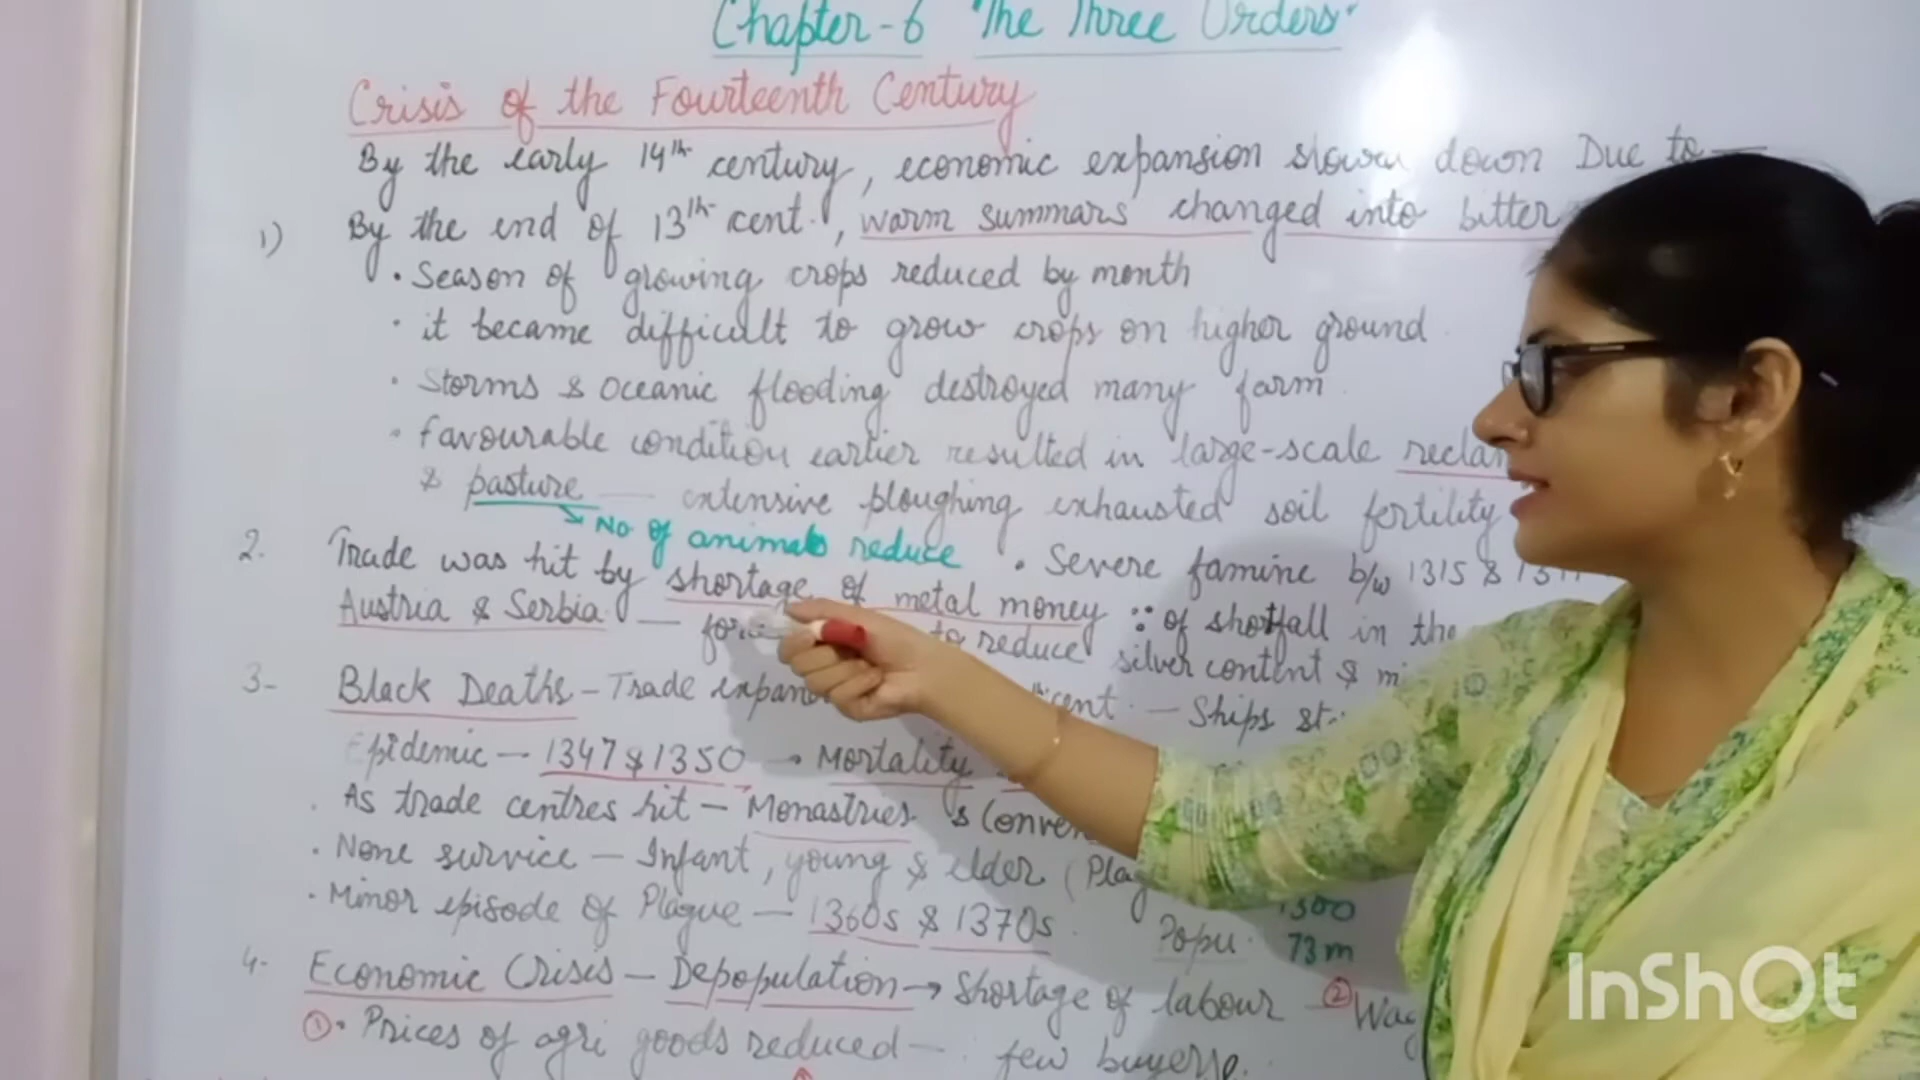 Chapter-6 "The Three Orders"
Crisis of the Fourteenth Century
By the early 14th century, economic expansion slowed down Due to —
1) By the end of 13th cent., warm summars changed into bitter
• Season of growing crops reduced by month
• it became difficult to grow crops on higher ground.
• Storms & Oceanic flooding destroyed many farm.
• favourable condition earlier resulted in large-scale
& pasture — extensive ploughing exhausted soil fertility
→ No of animals reduce
• Severe famine b/w 1315 &
2. Trade was hit by shortage of metal money ∵ of shortfall in the
Austria & Serbia — to reduce silver content &
3- Black Deaths - Trade cent. — Ships
Epidemic — 1347 & 1350 → Mortality
. As trade centres hit — Monastries &
. None survice — Infant, young & elder (
. Minor episode of Plague — 1360s & 1370s.
1300
Popu. 73m
4- Economic Crisis — Depopulation → Shortage of labour — ②
① • Prices of agri goods reduced — few buyers.
InShOt